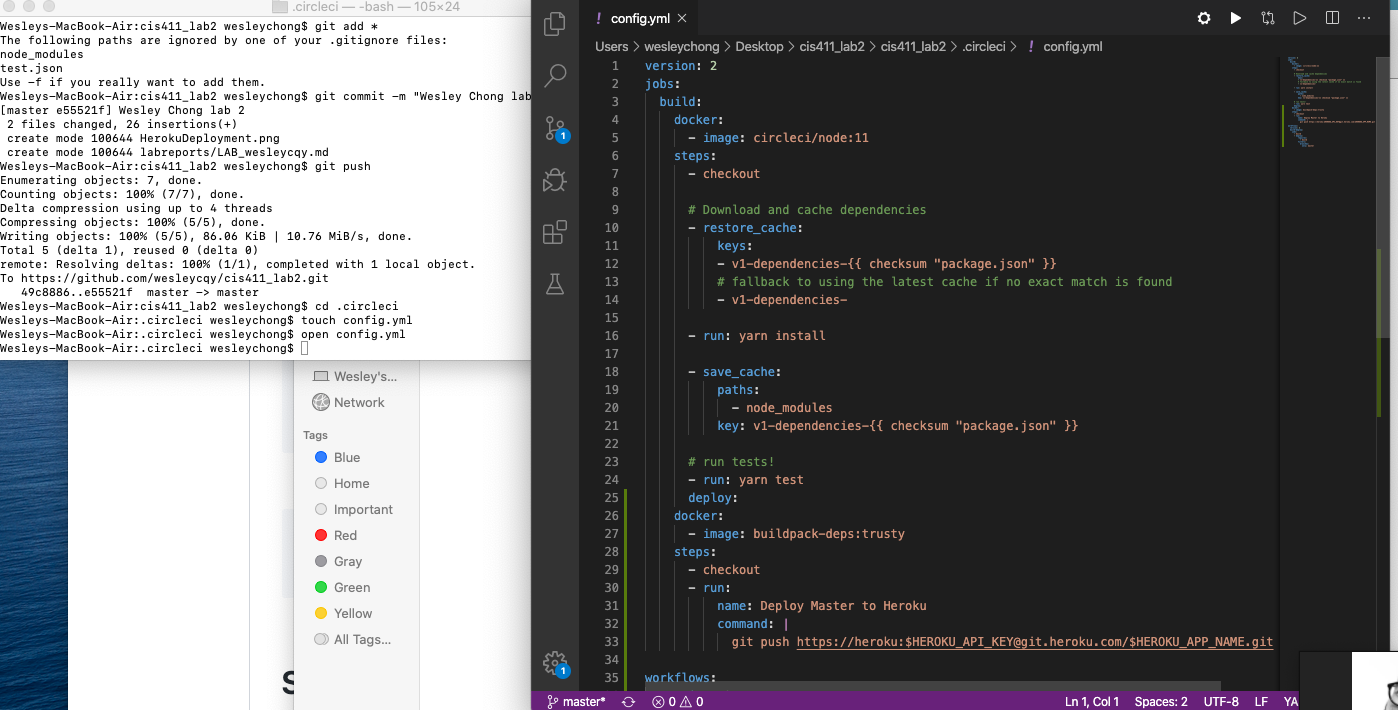 .circleci — -bash — 105×24
Wesleys-MacBook-Air:cis411_lab2 wesleychong$ git add *
The following paths are ignored by one of your .gitignore files:
node_modules
test.json
Use -f if you really want to add them.
Wesleys-MacBook-Air:cis411_lab2 wesleychong$ git commit -m "Wesley Chong lab
[master e55521f] Wesley Chong lab 2
 2 files changed, 26 insertions(+)
 create mode 100644 HerokuDeployment.png
 create mode 100644 labreports/LAB_wesleycqy.md
Wesleys-MacBook-Air:cis411_lab2 wesleychong$ git push
Enumerating objects: 7, done.
Counting objects: 100% (7/7), done.
Delta compression using up to 4 threads
Compressing objects: 100% (5/5), done.
Writing objects: 100% (5/5), 86.06 KiB | 10.76 MiB/s, done.
Total 5 (delta 1), reused 0 (delta 0)
remote: Resolving deltas: 100% (1/1), completed with 1 local object.
To https://github.com/wesleycqy/cis411_lab2.git
   49c8886..e55521f  master -> master
Wesleys-MacBook-Air:cis411_lab2 wesleychong$ cd .circleci
Wesleys-MacBook-Air:.circleci wesleychong$ touch config.yml
Wesleys-MacBook-Air:.circleci wesleychong$ open config.yml
Wesleys-MacBook-Air:.circleci wesleychong$
Wesley's...
Network
Tags
Blue
Home
Important
Red
Gray
Green
Yellow
All Tags...
S
1
1
! config.yml ×
Users > wesleychong > Desktop > cis411_lab2 > cis411_lab2 > .circleci > ! config.yml
1 version: 2
2 jobs:
3   build:
4     docker:
5       - image: circleci/node:11
6     steps:
7       - checkout
8
9       # Download and cache dependencies
10       - restore_cache:
11           keys:
12           - v1-dependencies-{{ checksum "package.json" }}
13           # fallback to using the latest cache if no exact match is found
14           - v1-dependencies-
15
16       - run: yarn install
17
18       - save_cache:
19           paths:
20             - node_modules
21           key: v1-dependencies-{{ checksum "package.json" }}
22
23       # run tests!
24       - run: yarn test
25       deploy:
26     docker:
27       - image: buildpack-deps:trusty
28     steps:
29       - checkout
30       - run:
31           name: Deploy Master to Heroku
32           command: |
33             git push https://heroku:$HEROKU_API_KEY@git.heroku.com/$HEROKU_APP_NAME.git
34
35 workflows:
master* 0 0 Ln 1, Col 1 Spaces: 2 UTF-8 LF YA